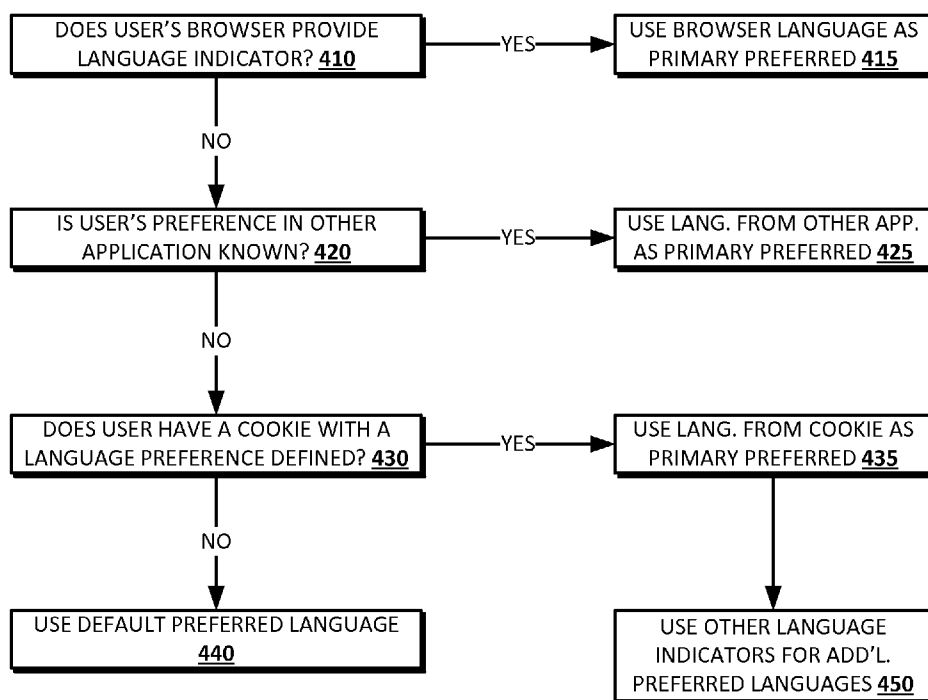 DOES USER’S BROWSER PROVIDE
LANGUAGE INDICATOR? 410
YES
USE BROWSER LANGUAGE AS
PRIMARY PREFERRED 415
NO
IS USER’S PREFERENCE IN OTHER
APPLICATION KNOWN? 420
YES
USE LANG. FROM OTHER APP.
AS PRIMARY PREFERRED 425
NO
DOES USER HAVE A COOKIE WITH A
LANGUAGE PREFERENCE DEFINED? 430
YES
USE LANG. FROM COOKIE AS
PRIMARY PREFERRED 435
NO
USE DEFAULT PREFERRED LANGUAGE
440
USE OTHER LANGUAGE
INDICATORS FOR ADD’L.
PREFERRED LANGUAGES 450